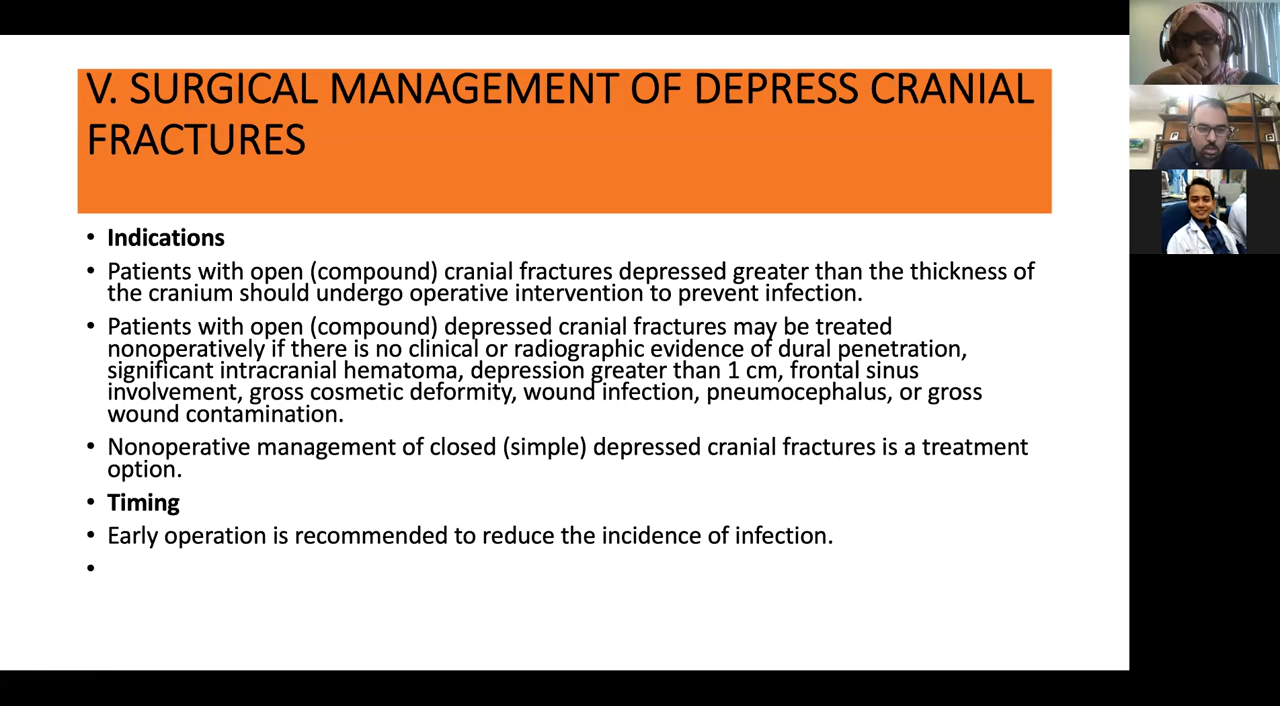 V. SURGICAL MANAGEMENT OF DEPRESS CRANIAL
FRACTURES
• Indications
• Patients with open (compound) cranial fractures depressed greater than the thickness of
the cranium should undergo operative intervention to prevent infection.
• Patients with open (compound) depressed cranial fractures may be treated
nonoperatively if there is no clinical or radiographic evidence of dural penetration,
significant intracranial hematoma, depression greater than 1 cm, frontal sinus
involvement, gross cosmetic deformity, wound infection, pneumocephalus, or gross
wound contamination.
• Nonoperative management of closed (simple) depressed cranial fractures is a treatment
option.
• Timing
• Early operation is recommended to reduce the incidence of infection.
•